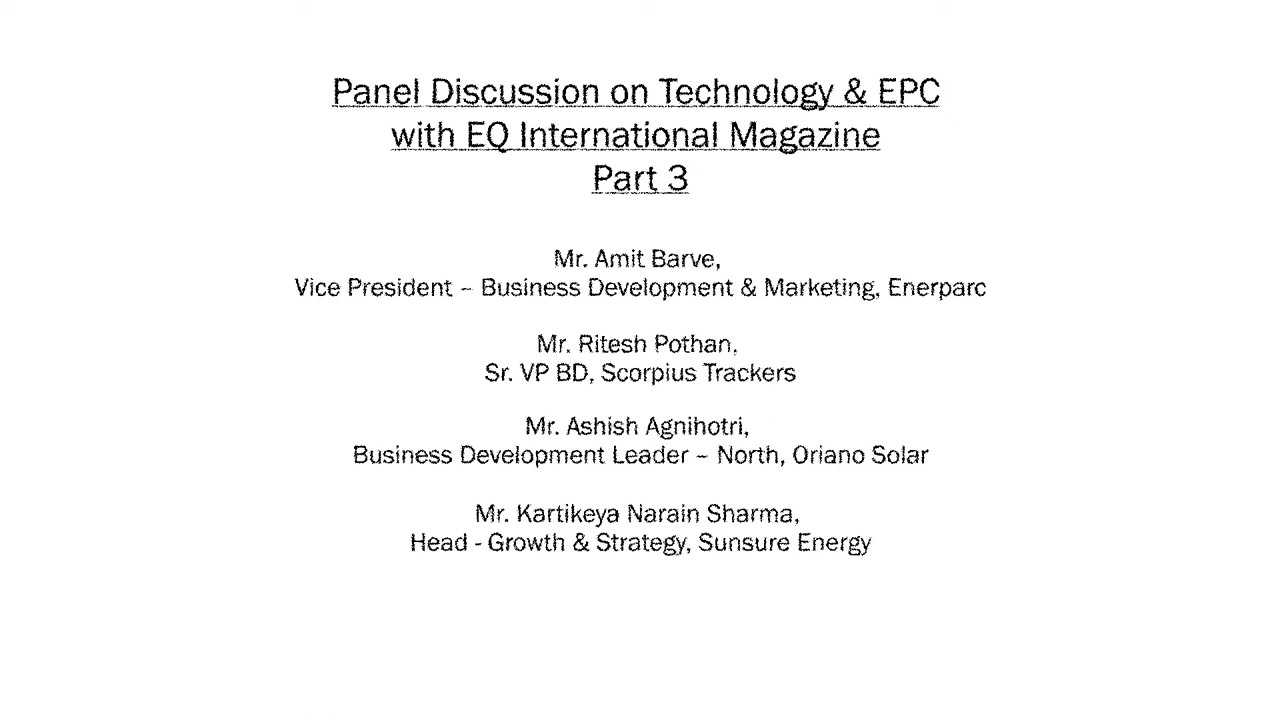 Panel Discussion on Technology & EPC
with EQ International Magazine
Part 3
Mr. Amit Barve,
Vice President – Business Development & Marketing, Enerparc
Mr. Ritesh Pothan,
Sr. VP BD, Scorpius Trackers
Mr. Ashish Agnihotri,
Business Development Leader – North, Oriano Solar
Mr. Kartikeya Narain Sharma,
Head - Growth & Strategy, Sunsure Energy